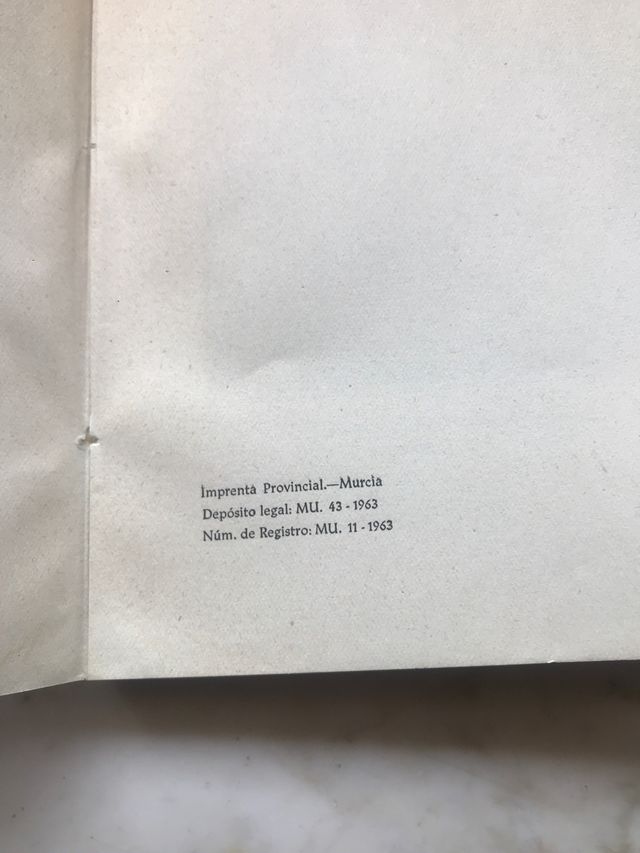 Imprenta Provincial.—Murcia
Depósito legal: MU. 43 - 1963
Núm. de Registro: MU. 11 - 1963